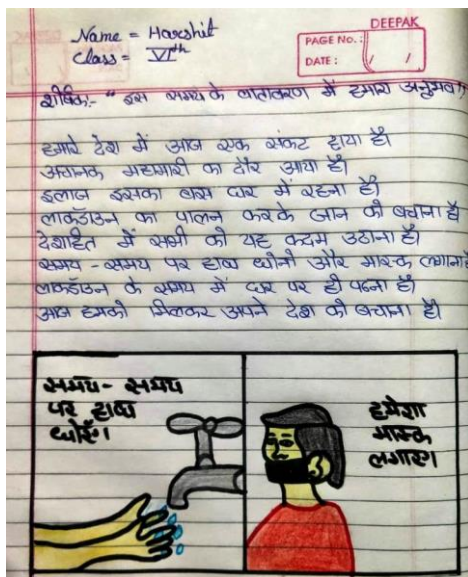 DEEPAK
Name = Harshit
Class = VIth
PAGE No. :
DATE : / /
शीर्षक:- "इस समय के वातावरण में हमारा अनुभव"
हमारे देश में आज एक संकट छाया है।
अचानक महामारी का दौर आया है।
इलाज इसका बास घर में रहना है।
लाकडॉउन का पालन करके जान को बचाना है
देशहित में सभी को यह कदम उठाना है।
समय - समय पर हाथ धोना और मास्क लगाना है
लाकडॉउन के समय में घर पर ही पढना है।
आज हमको मिलकर अपने देश को बचाना है।
समय - समय
पर हाथ
धोएँ।
हमेशा
मास्क
लगाए।